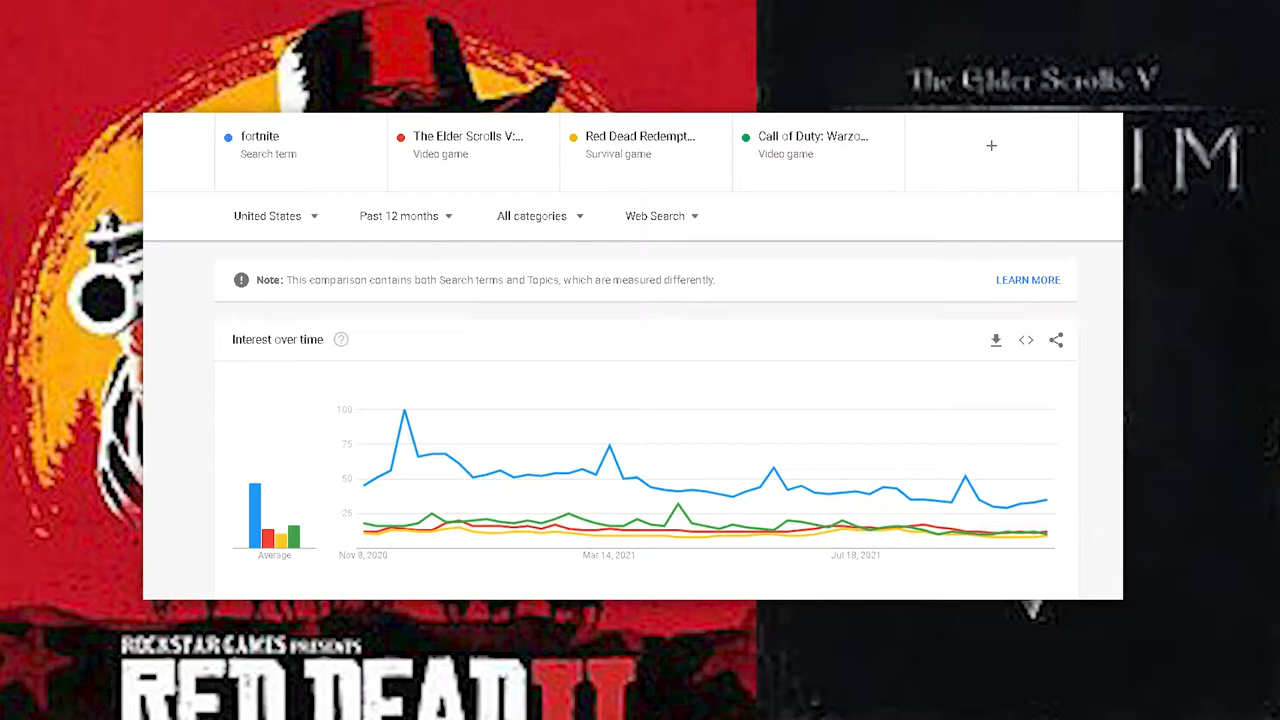 The Elder Scrolls V
IM
fortnite
Search term
The Elder Scrolls V:...
Video game
Red Dead Redempt...
Survival game
Call of Duty: Warzo...
Video game
+
United States
Past 12 months
All categories
Web Search
! Note: This comparison contains both Search terms and Topics, which are measured differently.
LEARN MORE
Interest over time ?
100
75
50
25
Average
Nov 8, 2020
Mar 14, 2021
Jul 18, 2021
ROCKSTAR GAMES PRESENTS
RED DEAD II